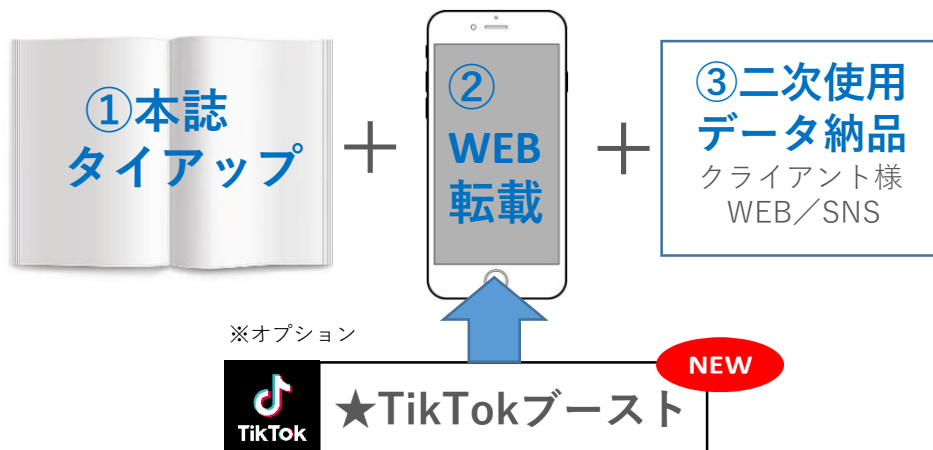 ①本誌
タイアップ
＋
②
WEB
転載
＋
③二次使用
データ納品
クライアント様
WEB／SNS
※オプション
NEW
TikTok
★TikTokブースト